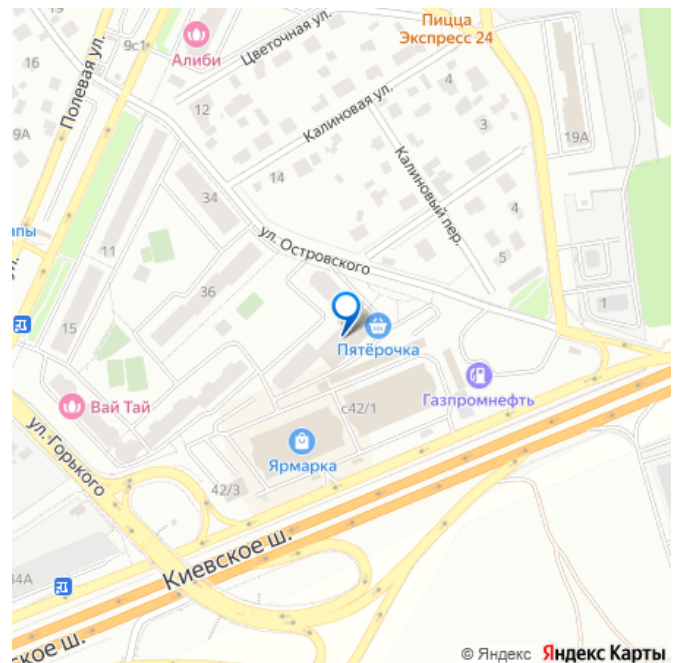 Пицца
Экспресс 24
9с1
Цветочная ул.
Алиби
16
Полевая ул.
12
4
Калиновая ул.
9А
3
19А
Калиновый пер.
14
34
4
ул. Островского
11
5
36
1
15
Пятёрочка
Газпромнефть
Вай Тай
с42/1
ул. Горького
Ярмарка
42/3
Киевское ш.
34А
© Яндекс Яндекс Карты